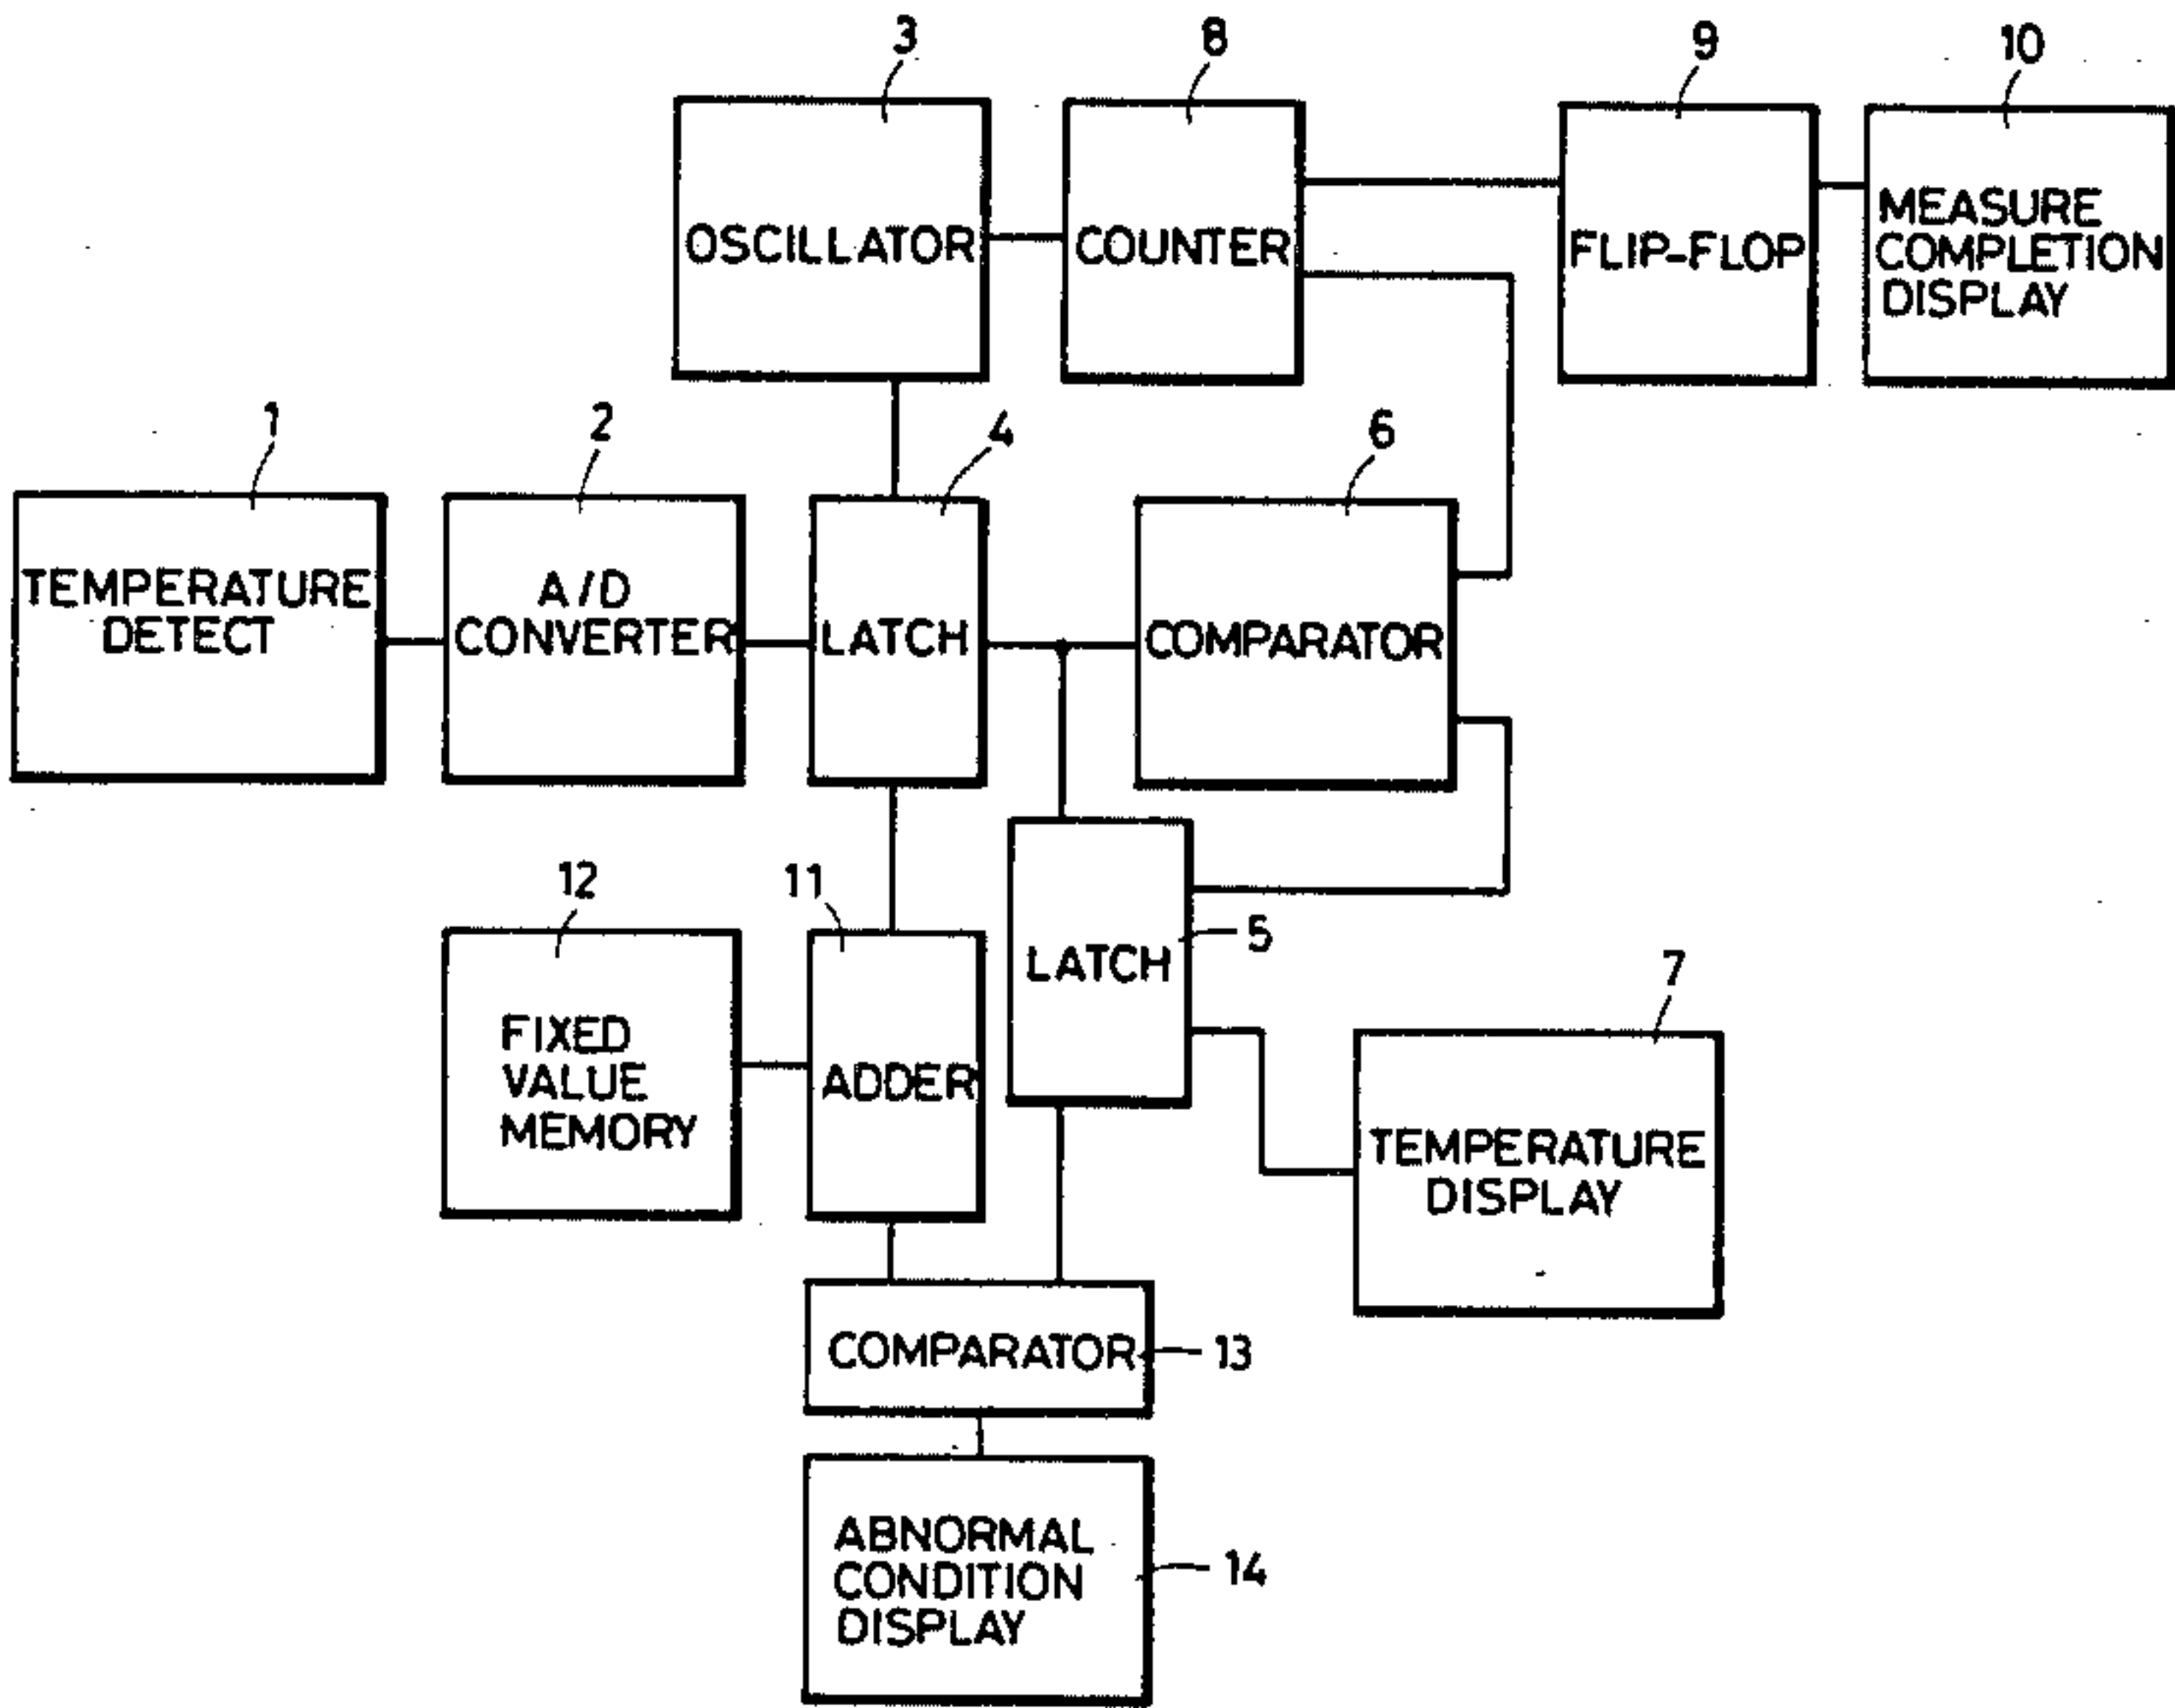 3
8
9
10
OSCILLATOR
COUNTER
FLIP-FLOP
MEASURE
COMPLETION
DISPLAY
1
2
4
6
TEMPERATURE
DETECT
A/D
CONVERTER
LATCH
COMPARATOR
12
11
5
7
FIXED
VALUE
MEMORY
ADDER
LATCH
TEMPERATURE
DISPLAY
COMPARATOR
13
ABNORMAL
CONDITION
DISPLAY
14